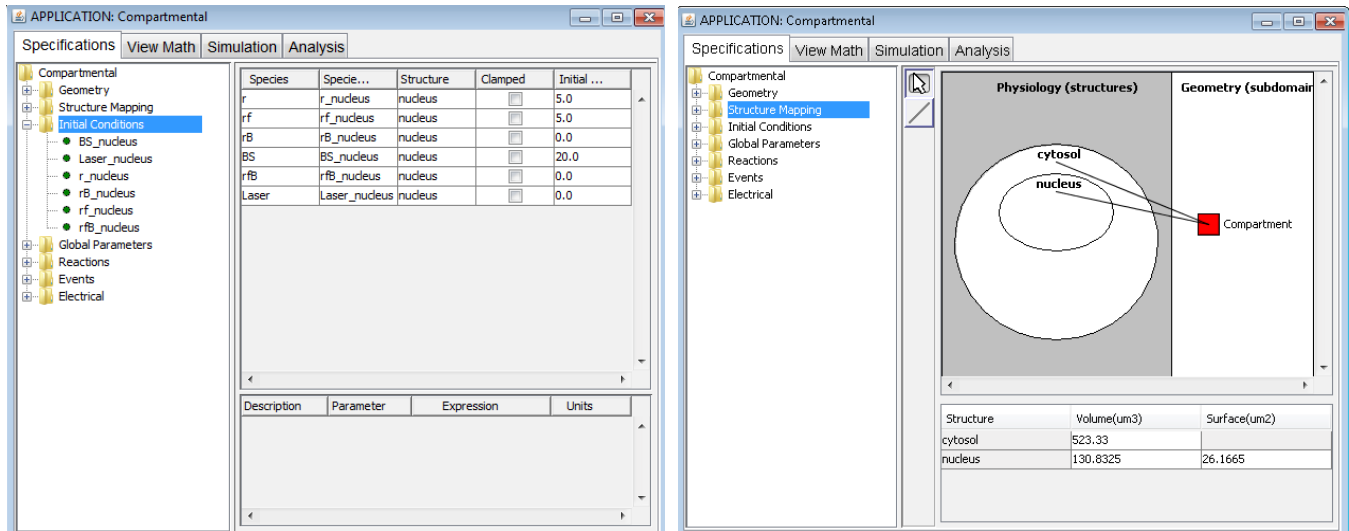 APPLICATION: Compartmental
Specifications View Math Simulation Analysis
Compartmental
Geometry
Structure Mapping
Initial Conditions
BS_nucleus
Laser_nucleus
r_nucleus
rB_nucleus
rf_nucleus
rfB_nucleus
Global Parameters
Reactions
Events
Electrical
Species Specie... Structure Clamped Initial ...
r r_nucleus nucleus 5.0
rf rf_nucleus nucleus 5.0
rB rB_nucleus nucleus 0.0
BS BS_nucleus nucleus 20.0
rfB rfB_nucleus nucleus 0.0
Laser Laser_nucleus nucleus 0.0
Description Parameter Expression Units
APPLICATION: Compartmental
Specifications View Math Simulation Analysis
Compartmental
Geometry
Structure Mapping
Initial Conditions
Global Parameters
Reactions
Events
Electrical
Physiology (structures) Geometry (subdomair
cytosol
nucleus
Compartment
Structure Volume(um3) Surface(um2)
cytosol 523.33
nucleus 130.8325 26.1665